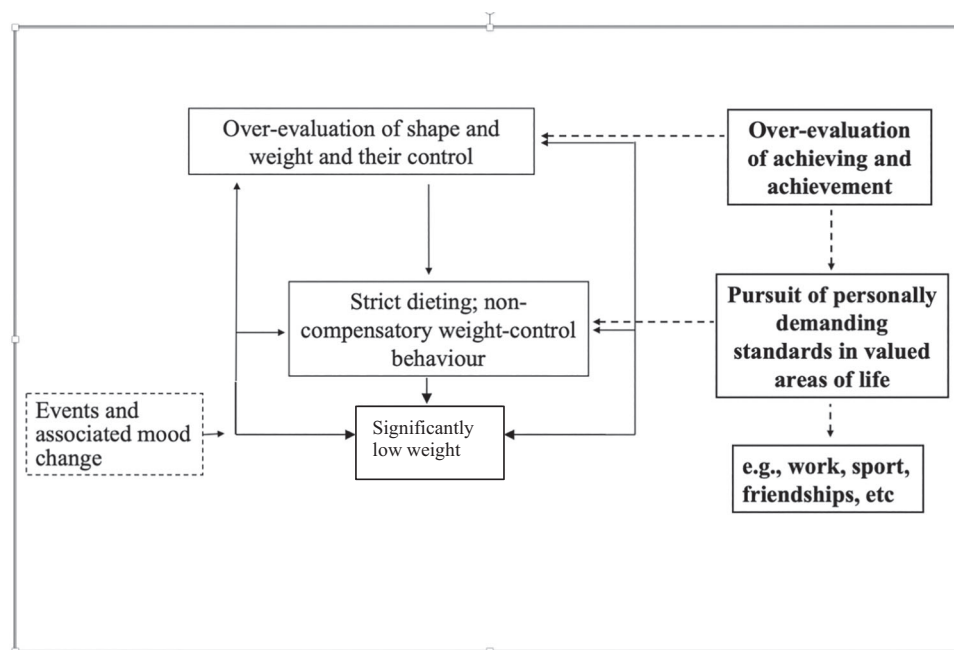 Over-evaluation of shape and
weight and their control
Over-evaluation
of achieving and
achievement
Strict dieting; non-
compensatory weight-control
behaviour
Pursuit of personally
demanding
standards in valued
areas of life
Events and
associated mood
change
Significantly
low weight
e.g., work, sport,
friendships, etc